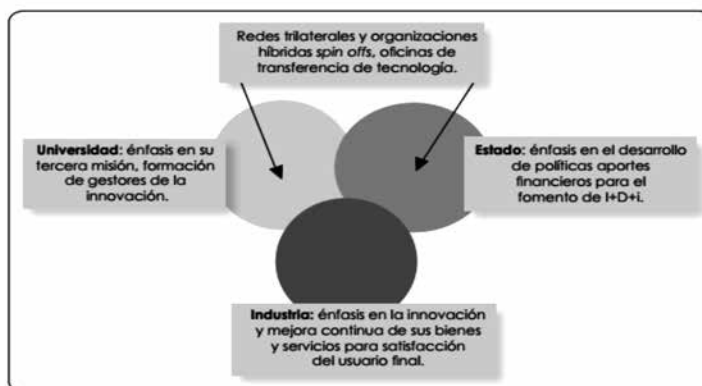 Redes trilaterales y organizaciones
híbridas spin offs, oficinas de
transferencia de tecnología.
Universidad: énfasis en su
tercera misión, formación
de gestores de la
innovación.
Estado: énfasis en el desarrollo
de políticas aportes
financieros para el
fomento de I+D+i.
Industria: énfasis en la innovación
y mejora continua de sus bienes
y servicios para satisfacción
del usuario final.